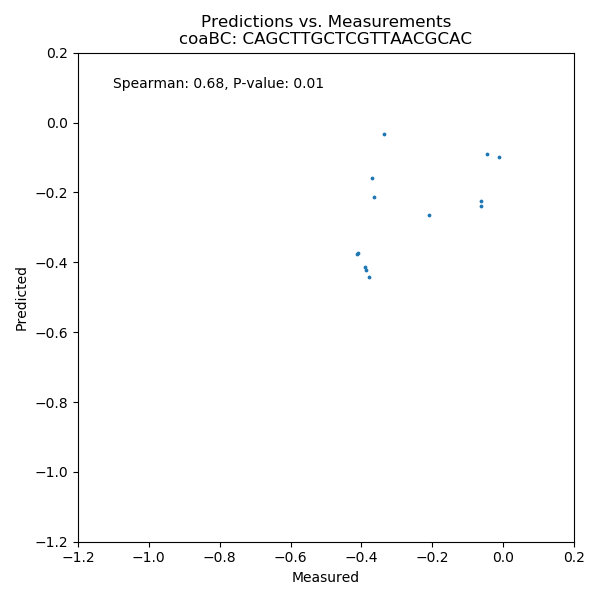 Predictions vs. Measurements
coaBC: CAGCTTGCTCGTTAACGCAC
Spearman: 0.68, P-value: 0.01
0.2
0.0
−0.2
−0.4
−0.6
−0.8
−1.0
−1.2
Predicted
−1.2 −1.0 −0.8 −0.6 −0.4 −0.2 0.0 0.2
Measured